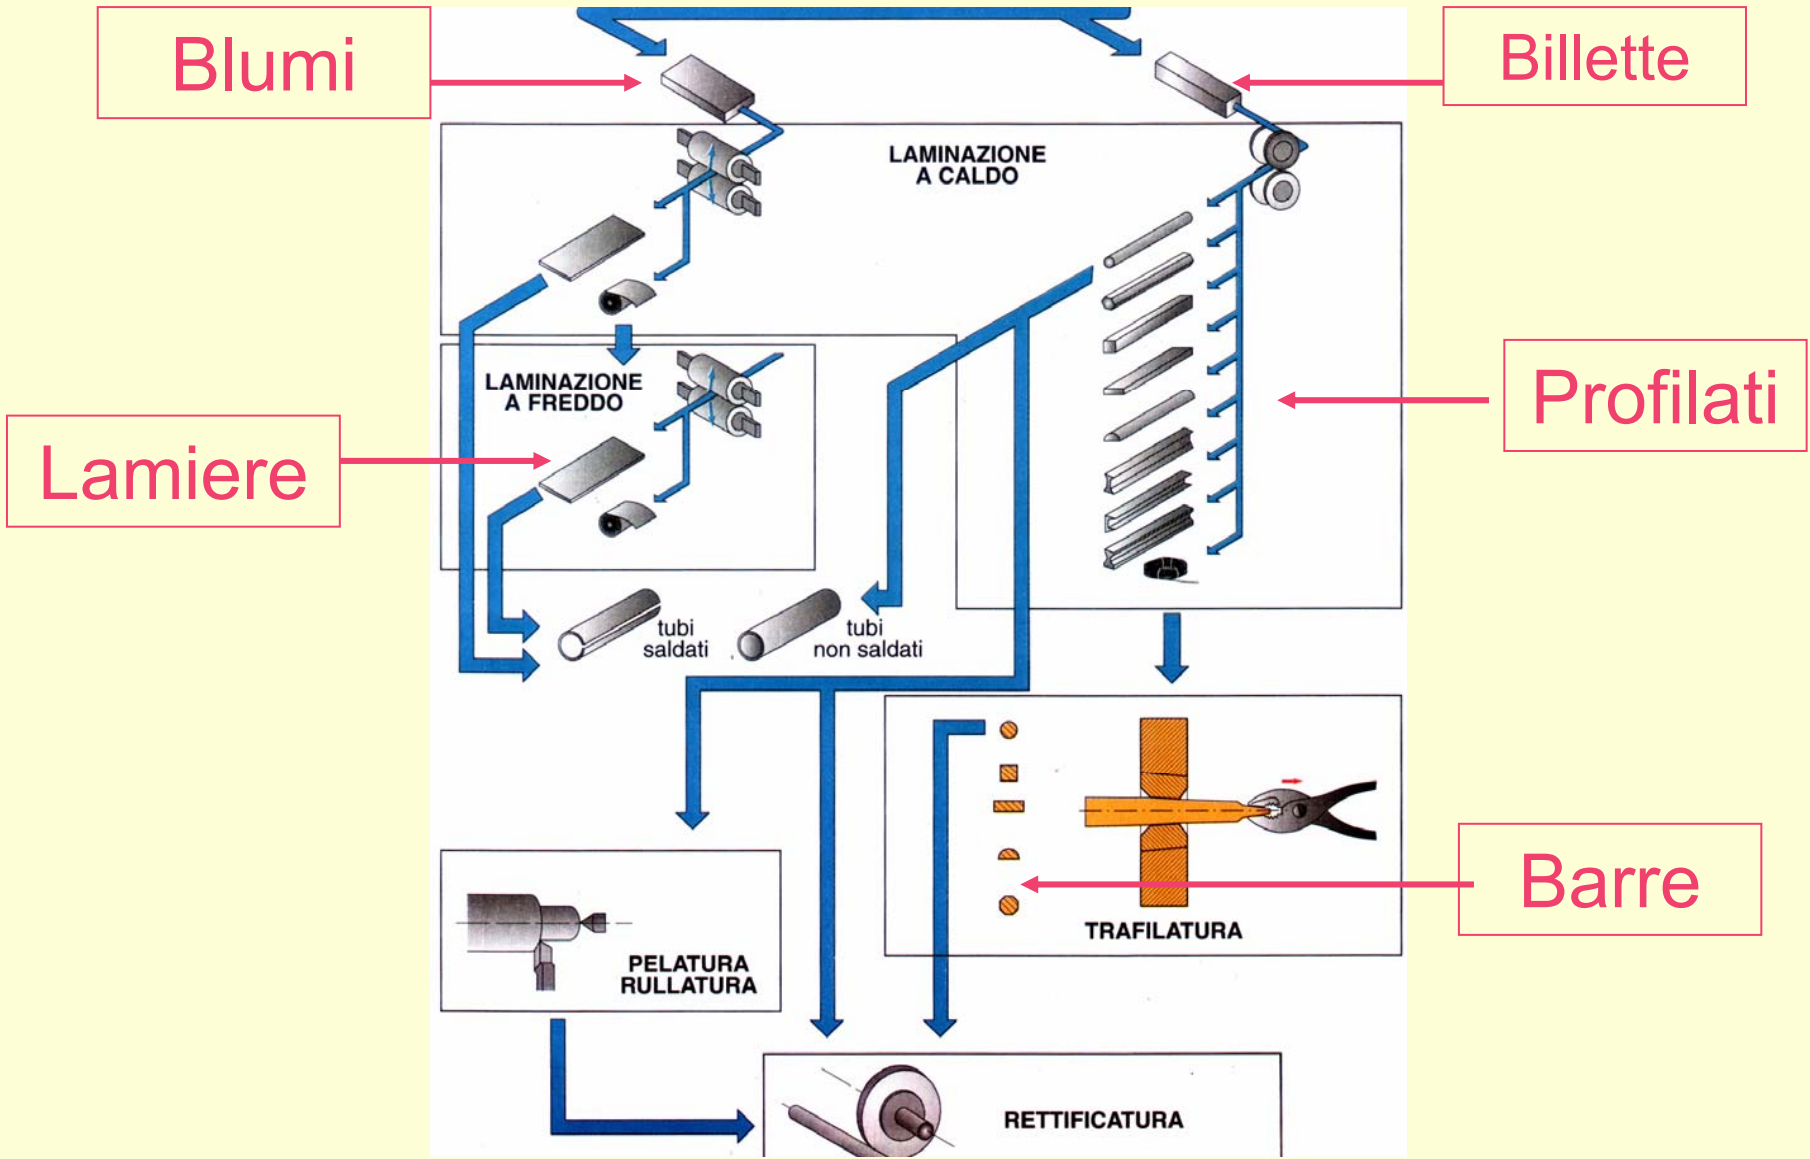 Blumi
Billette
LAMINAZIONE
A CALDO
LAMINAZIONE
A FREDDO
Profilati
Lamiere
tubi
saldati
tubi
non saldati
Barre
TRAFILATURA
PELATURA
RULLATURA
RETTIFICATURA